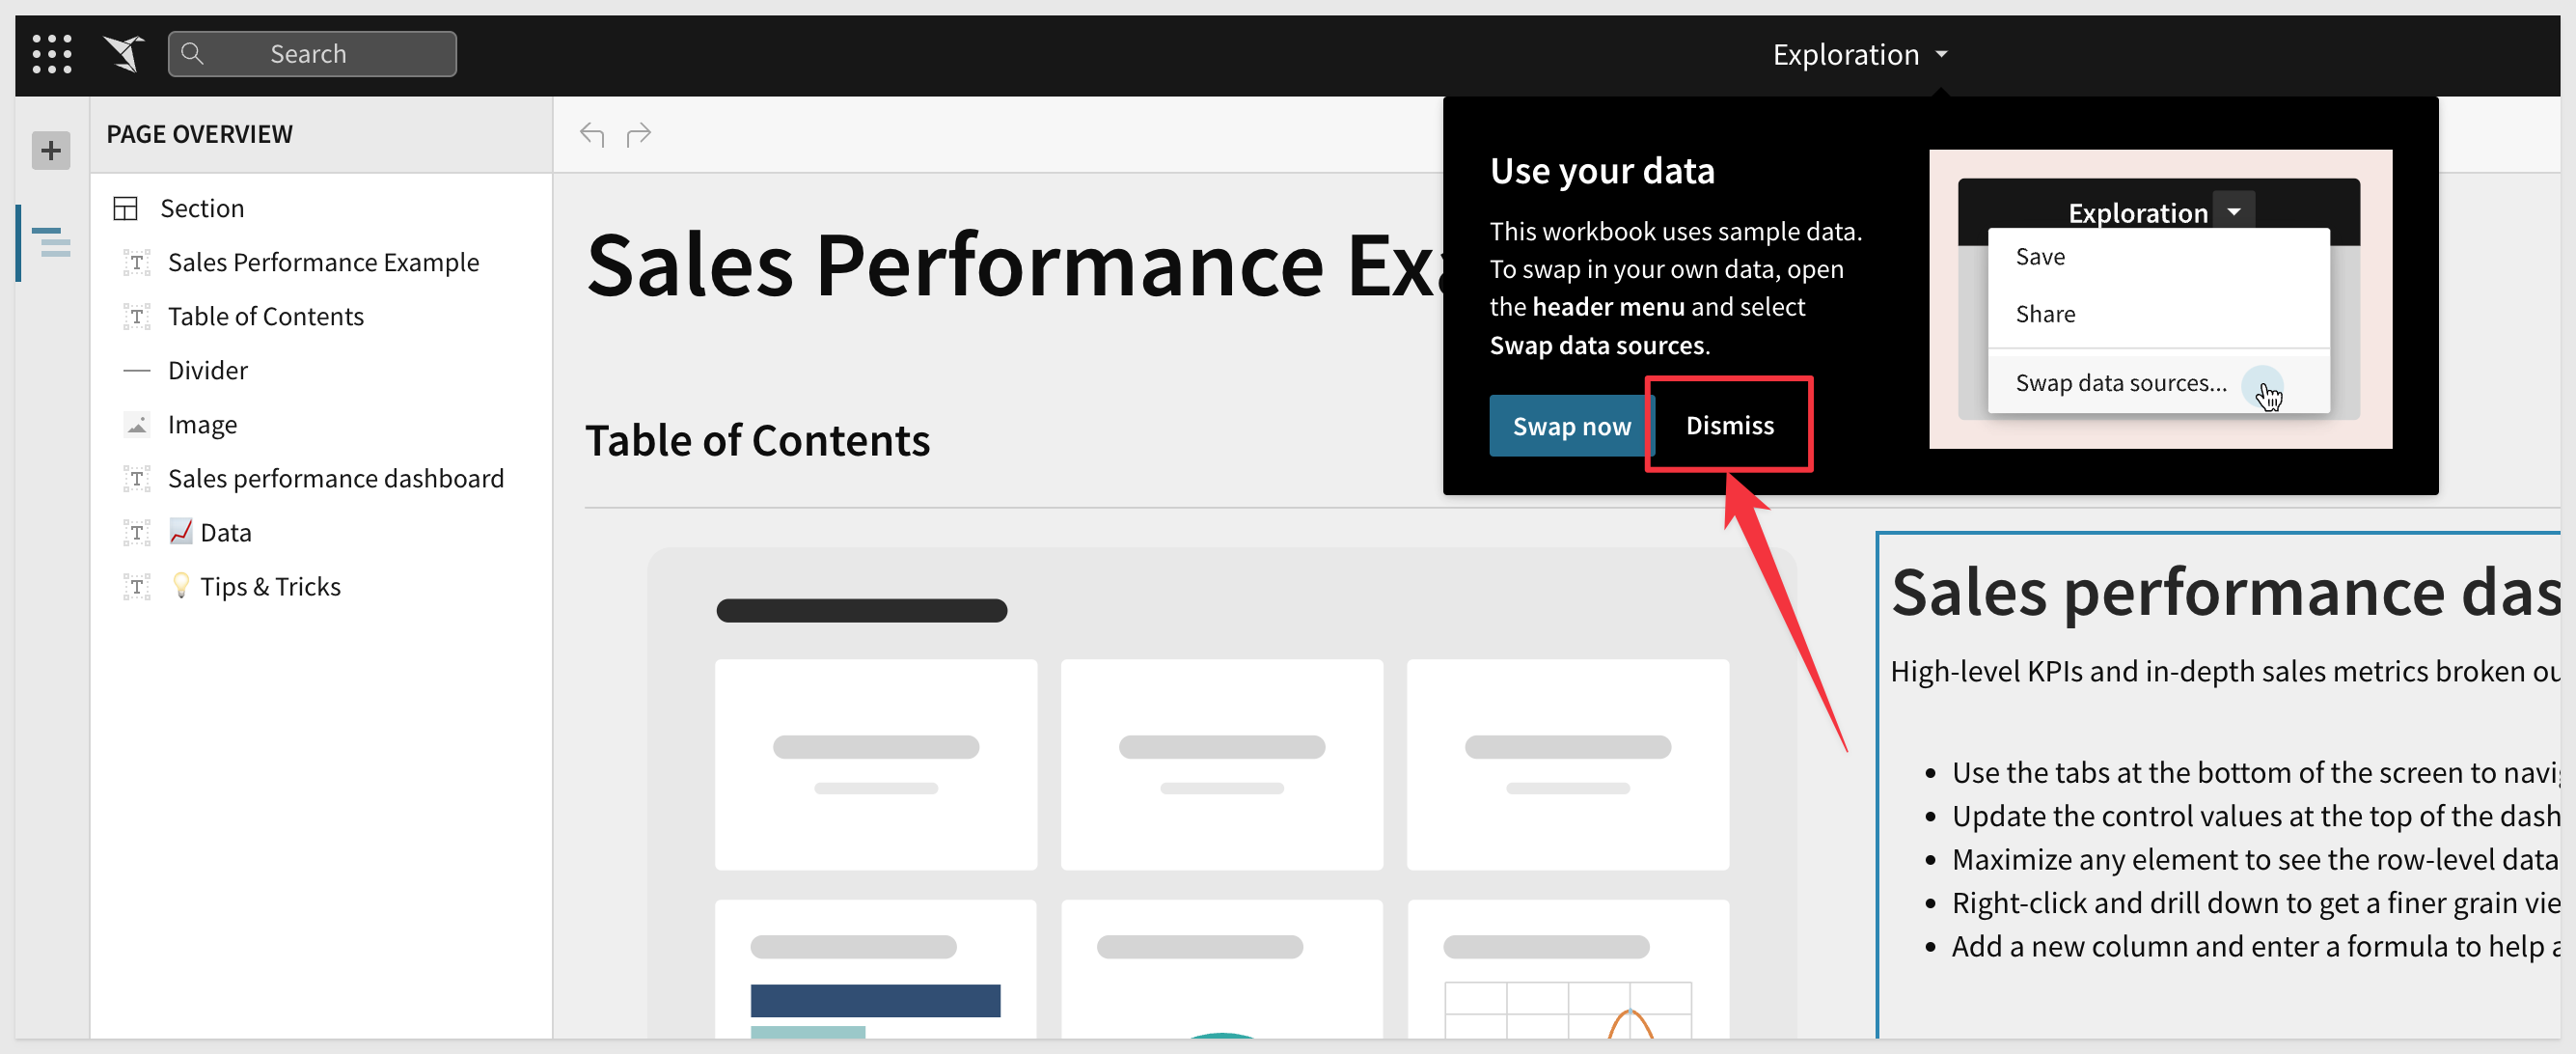 Search
Exploration
PAGE OVERVIEW
Section
Sales Performance Example
Table of Contents
Divider
Image
Sales performance dashboard
Data
Tips & Tricks
Sales Performance Exa
Table of Contents
Use your data
This workbook uses sample data.
To swap in your own data, open
the header menu and select
Swap data sources.
Swap now
Dismiss
Exploration
Save
Share
Swap data sources...
Sales performance das
High-level KPIs and in-depth sales metrics broken ou
• Use the tabs at the bottom of the screen to navi
• Update the control values at the top of the dash
• Maximize any element to see the row-level data
• Right-click and drill down to get a finer grain vie
• Add a new column and enter a formula to help a